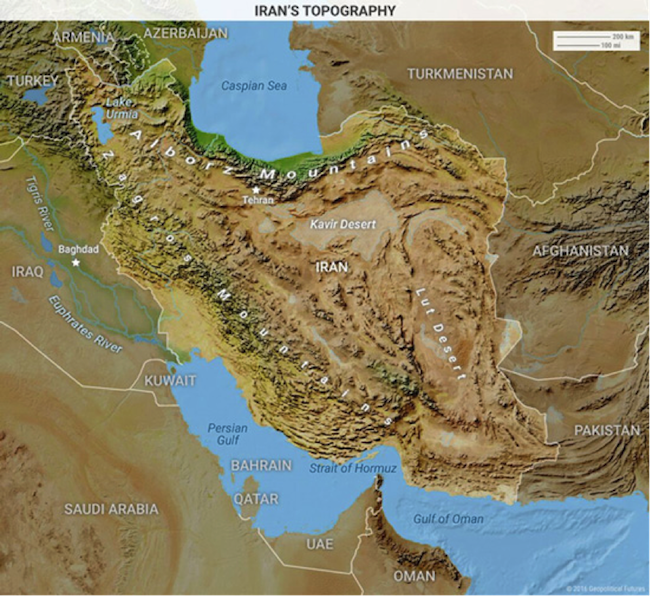 IRAN'S TOPOGRAPHY
ARMENIA
AZERBAIJAN
200 km
100 mi
TURKEY
Caspian Sea
TURKMENISTAN
Lake
Urmia
Alborz Mountains
Zagros Mountains
Tigris River
Tehran
Kavir Desert
Baghdad
AFGHANISTAN
IRAQ
IRAN
Lut Desert
Euphrates River
KUWAIT
Persian
Gulf
PAKISTAN
BAHRAIN
Strait of Hormuz
QATAR
SAUDI ARABIA
Gulf of Oman
UAE
OMAN
© 2016 Geopolitical Futures